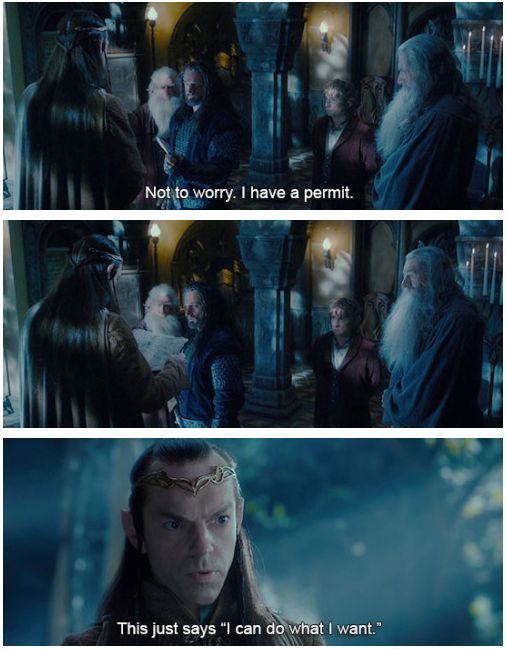 Not to worry. I have a permit.
This just says “I can do what I want.”